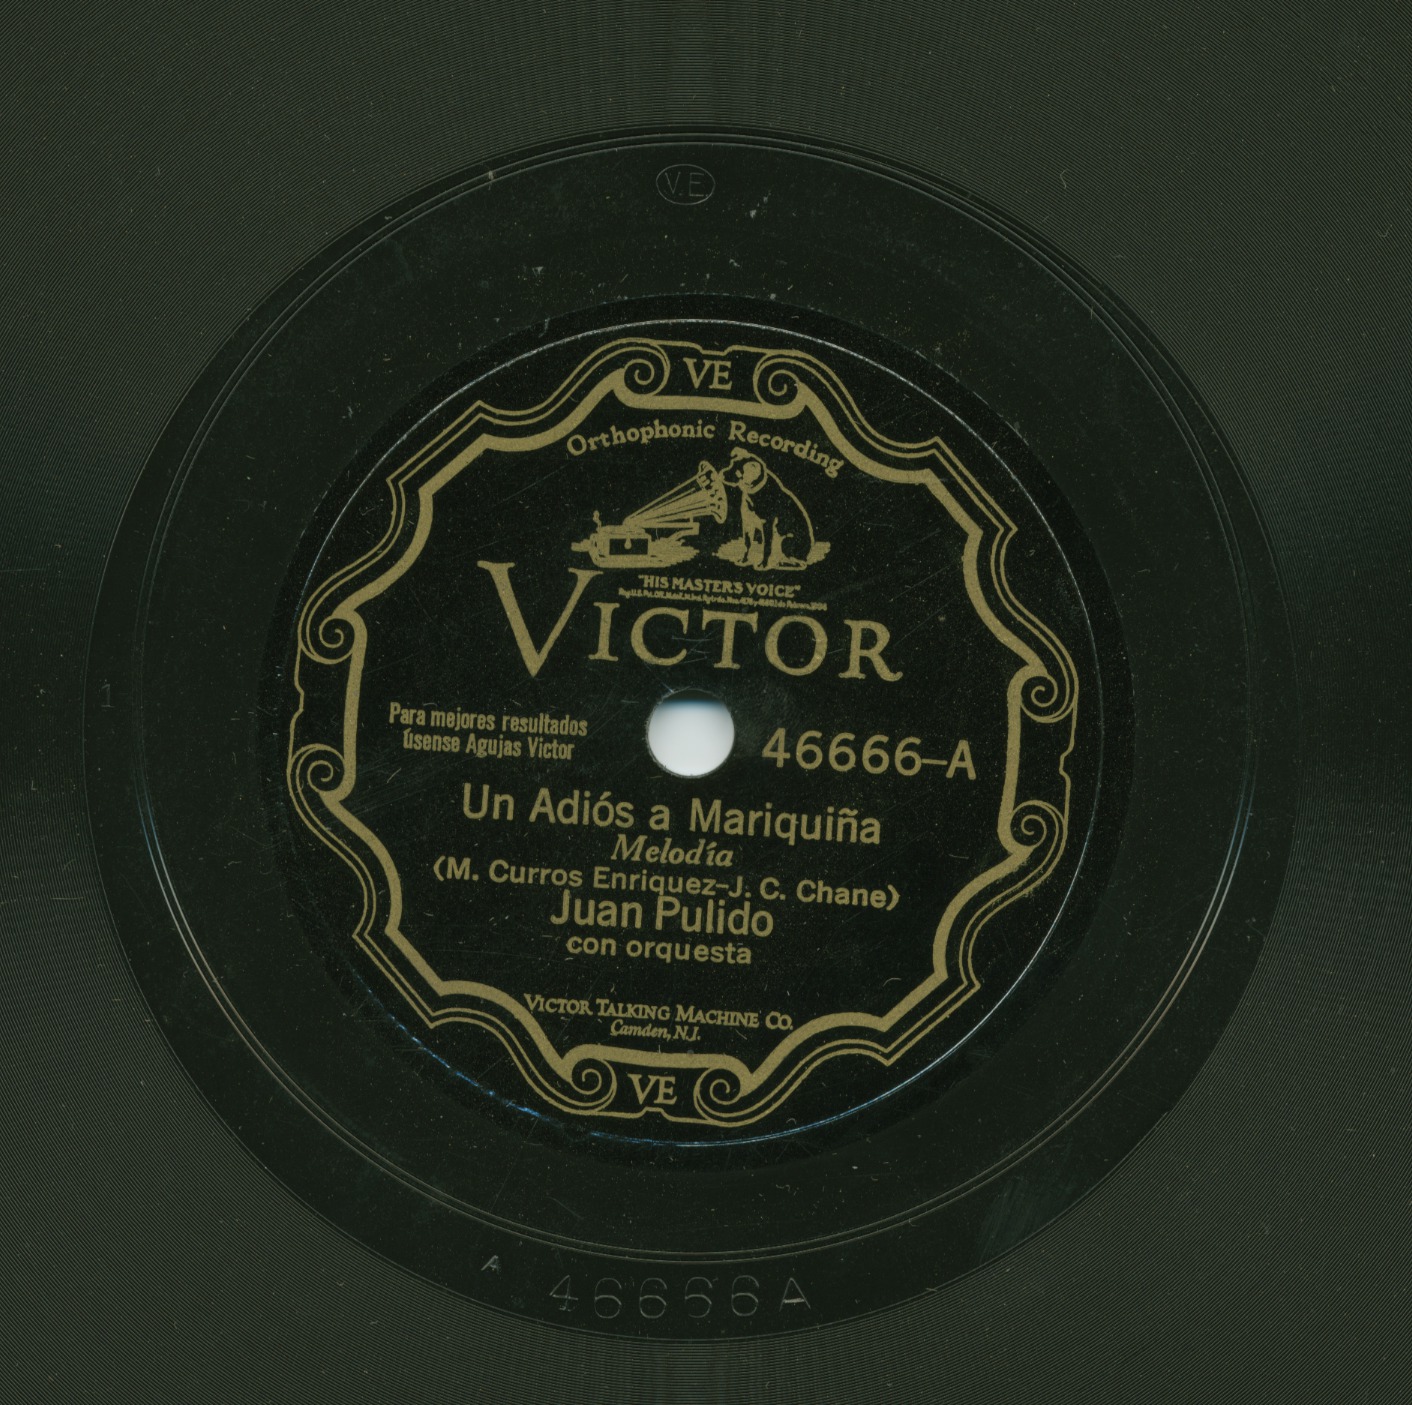 V.E.
VE
Orthophonic Recording
"HIS MASTER'S VOICE"
VICTOR
Para mejores resultados
úsense Agujas Victor
46666-A
Un Adiós a Mariquiña
Melodía
(M. Curros Enriquez-J. C. Chane)
Juan Pulido
con orquesta
VICTOR TALKING MACHINE CO.
Camden, N.J.
VE
1
A
46666A